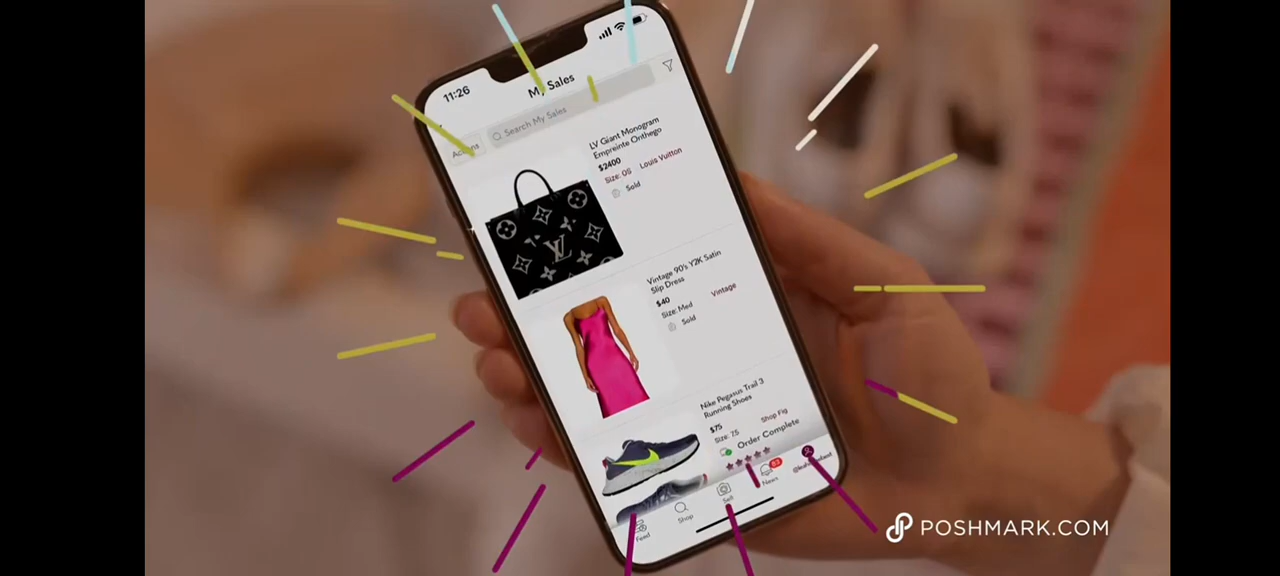 11:26
My Sales
Search My Sales
Actions
LV Giant Monogram
Empreinte Onthego
$2400
Size: OS Louis Vuitton
Sold
Vintage 90's Y2K Satin
Slip Dress
$40
Size: Med Vintage
Sold
Nike Pegasus Trail 3
Running Shoes
$75
Size: 7.5 Shop Fig
Order Complete
Feed
Shop
Sell
News
POSHMARK.COM